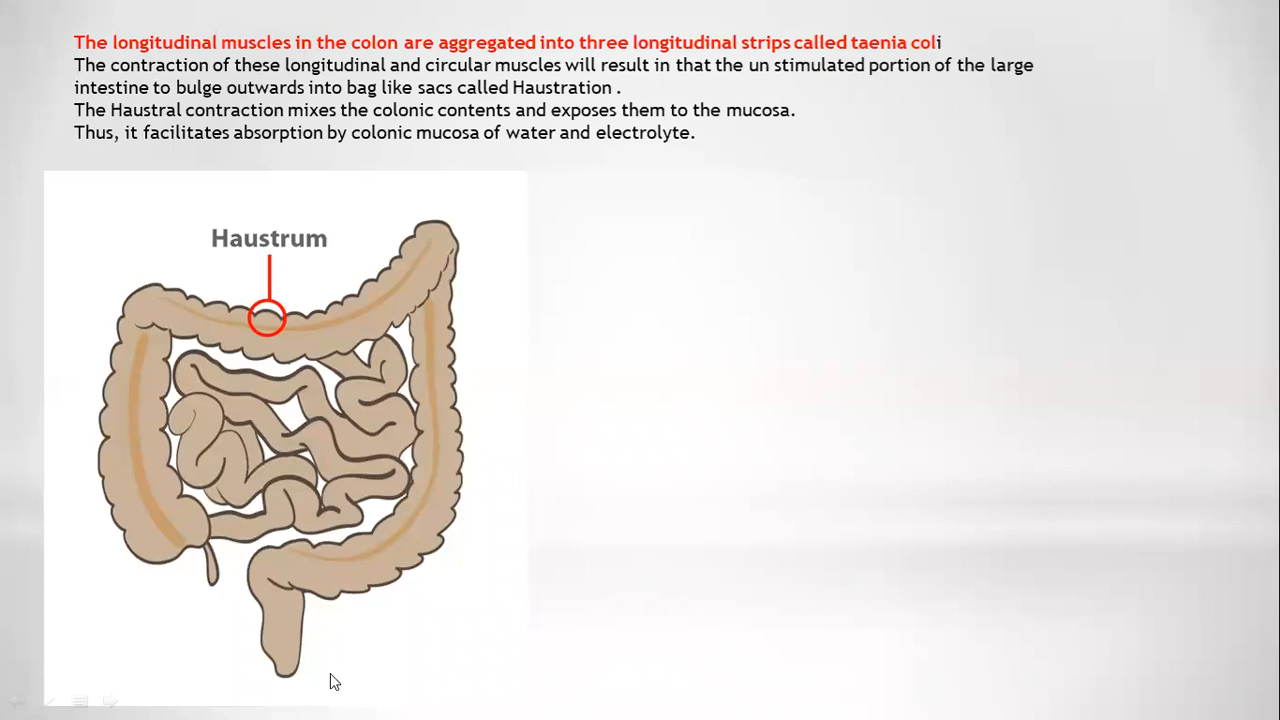 The longitudinal muscles in the colon are aggregated into three longitudinal strips called taenia coli
The contraction of these longitudinal and circular muscles will result in that the un stimulated portion of the large
intestine to bulge outwards into bag like sacs called Haustration .
The Haustral contraction mixes the colonic contents and exposes them to the mucosa.
Thus, it facilitates absorption by colonic mucosa of water and electrolyte.
Haustrum